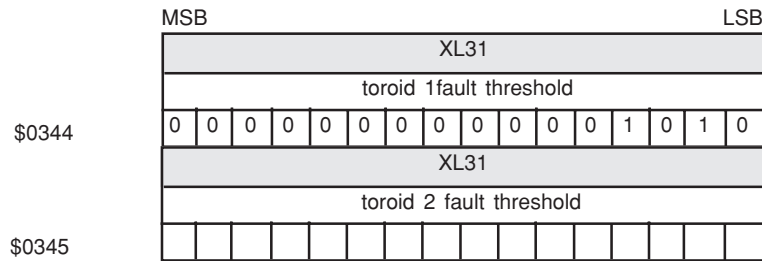 MSB LSB
XL31
toroid 1fault threshold
$0344 0 0 0 0 0 0 0 0 0 0 0 0 1 0 1 0
XL31
toroid 2 fault threshold
$0345